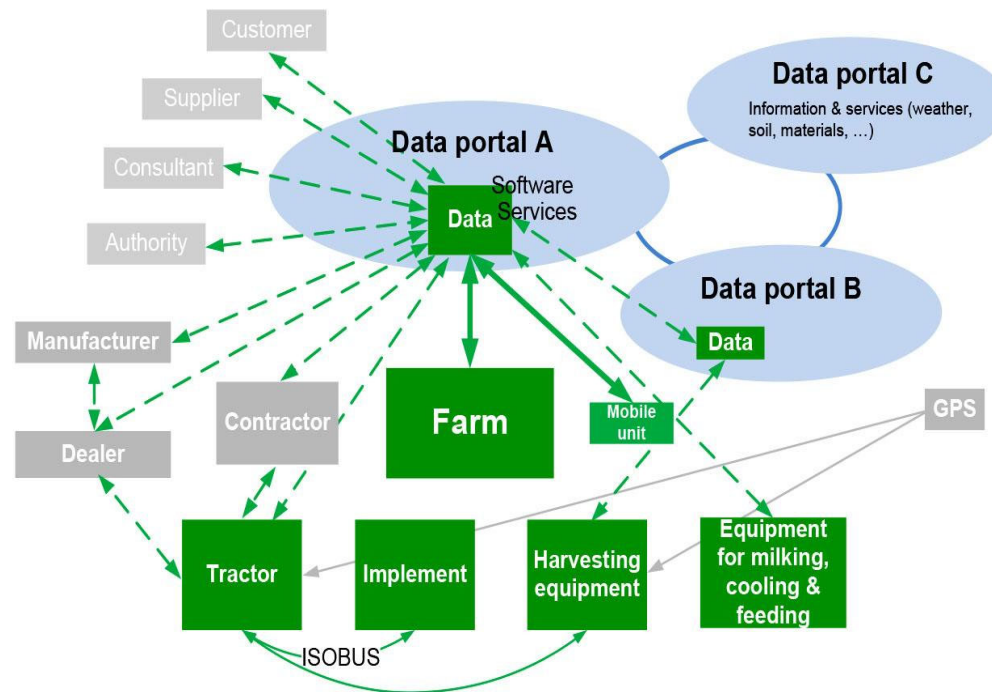 Customer
Supplier
Consultant
Authority
Data portal A
Software
Services
Data
Data portal C
Information & services (weather,
soil, materials, …)
Data portal B
Data
Manufacturer
Dealer
Contractor
Farm
Mobile
unit
GPS
Tractor
Implement
Harvesting
equipment
Equipment
for milking,
cooling &
feeding
ISOBUS